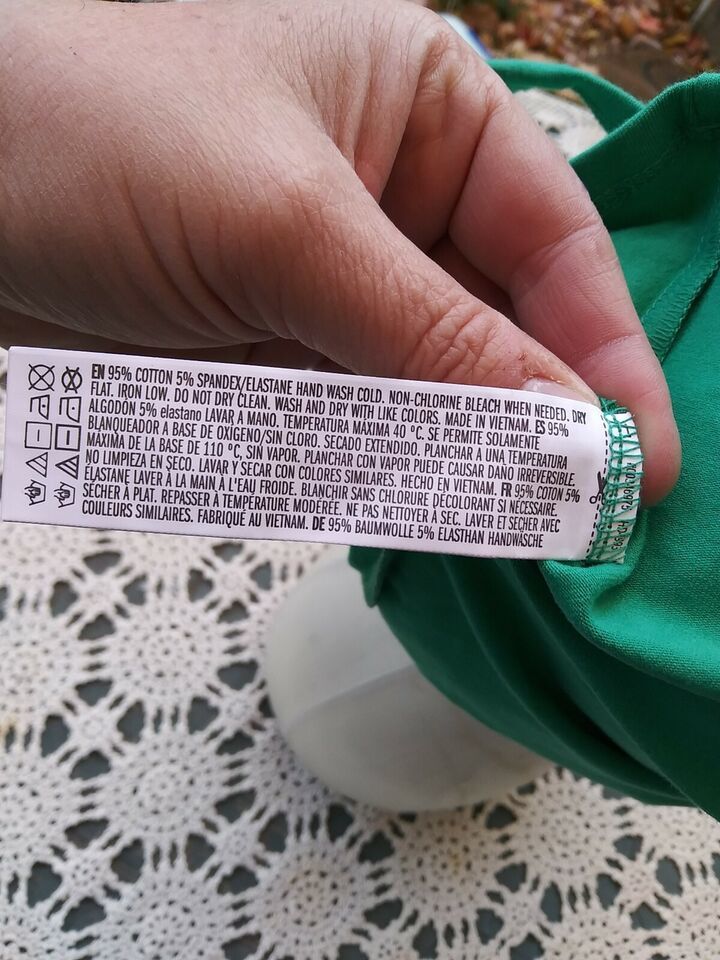 EN 95% COTTON 5% SPANDEX/ELASTANE HAND WASH COLD. NON-CHLORINE BLEACH WHEN NEEDED. DRY
FLAT. IRON LOW. DO NOT DRY CLEAN. WASH AND DRY WITH LIKE COLORS. MADE IN VIETNAM. ES 95%
ALGODÓN 5% elastano LAVAR A MANO. TEMPERATURA MAXIMA 40 °C. SE PERMITE SOLAMENTE
BLANQUEADOR A BASE DE OXIGENO/SIN CLORO. SECADO EXTENDIDO. PLANCHAR A UNA TEMPERATURA
MAXIMA DE LA BASE DE 110 °C, SIN VAPOR. PLANCHAR CON VAPOR PUEDE CAUSAR DANO IRREVERSIBLE.
NO LIMPIEZA EN SECO. LAVAR Y SECAR CON COLORES SIMILARES. HECHO EN VIETNAM. FR 95% COTON 5%
ÉLASTANE LAVER À LA MAIN À L'EAU FROIDE. BLANCHIR SANS CHLORURE DÉCOLORANT SI NÉCESSAIRE.
SÉCHER À PLAT. REPASSER À TEMPÉRATURE MODÉRÉE. NE PAS NETTOYER À SEC. LAVER ET SÉCHER AVEC
COULEURS SIMILAIRES. FABRIQUÉ AU VIETNAM. DE 95% BAUMWOLLE 5% ELASTHAN HANDWÄSCHE